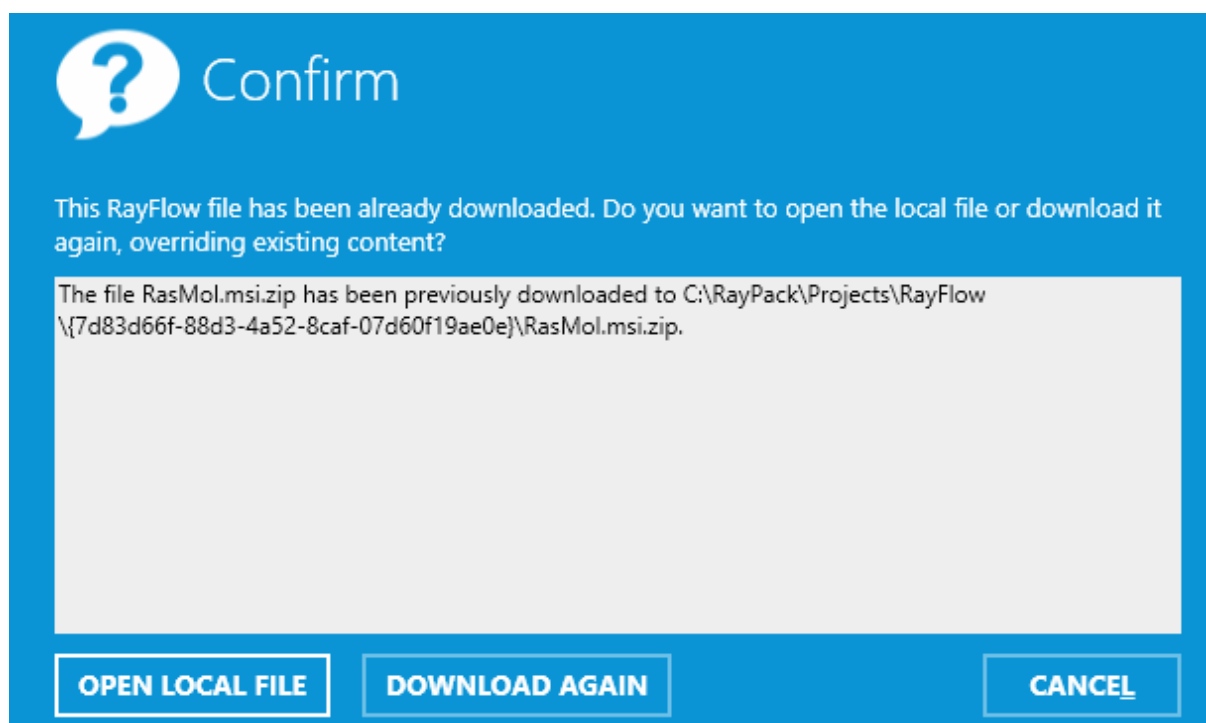 ?
Confirm
This RayFlow file has been already downloaded. Do you want to open the local file or download it
again, overriding existing content?
The file RasMol.msi.zip has been previously downloaded to C:\RayPack\Projects\RayFlow
\{7d83d66f-88d3-4a52-8caf-07d60f19ae0e}\RasMol.msi.zip.
OPEN LOCAL FILE DOWNLOAD AGAIN CANCEL